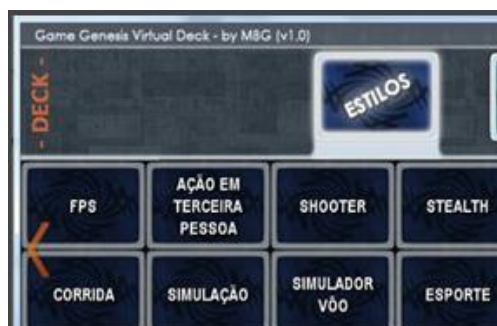 Game Genesis Virtual Deck - by MBG (v1.0)
- DECK -
ESTILOS
FPS
AÇÃO EM
TERCEIRA
PESSOA
SHOOTER
STEALTH
CORRIDA
SIMULAÇÃO
SIMULADOR
VÔO
ESPORTE